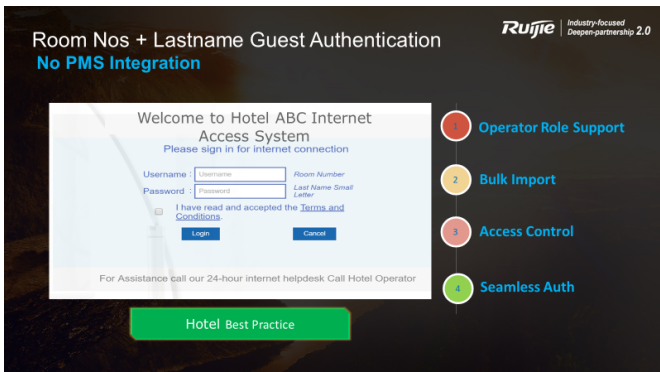 Room Nos + Lastname Guest Authentication
No PMS Integration
Ruijie
Industry-focused
Deepen-partnership 2.0
Welcome to Hotel ABC Internet
Access System
Please sign in for internet connection
Username : Username Room Number
Password : Password Last Name Small
Letter
I have read and accepted the Terms and
Conditions.
Login Cancel
For Assistance call our 24-hour internet helpdesk Call Hotel Operator
1 Operator Role Support
2 Bulk Import
3 Access Control
4 Seamless Auth
Hotel Best Practice